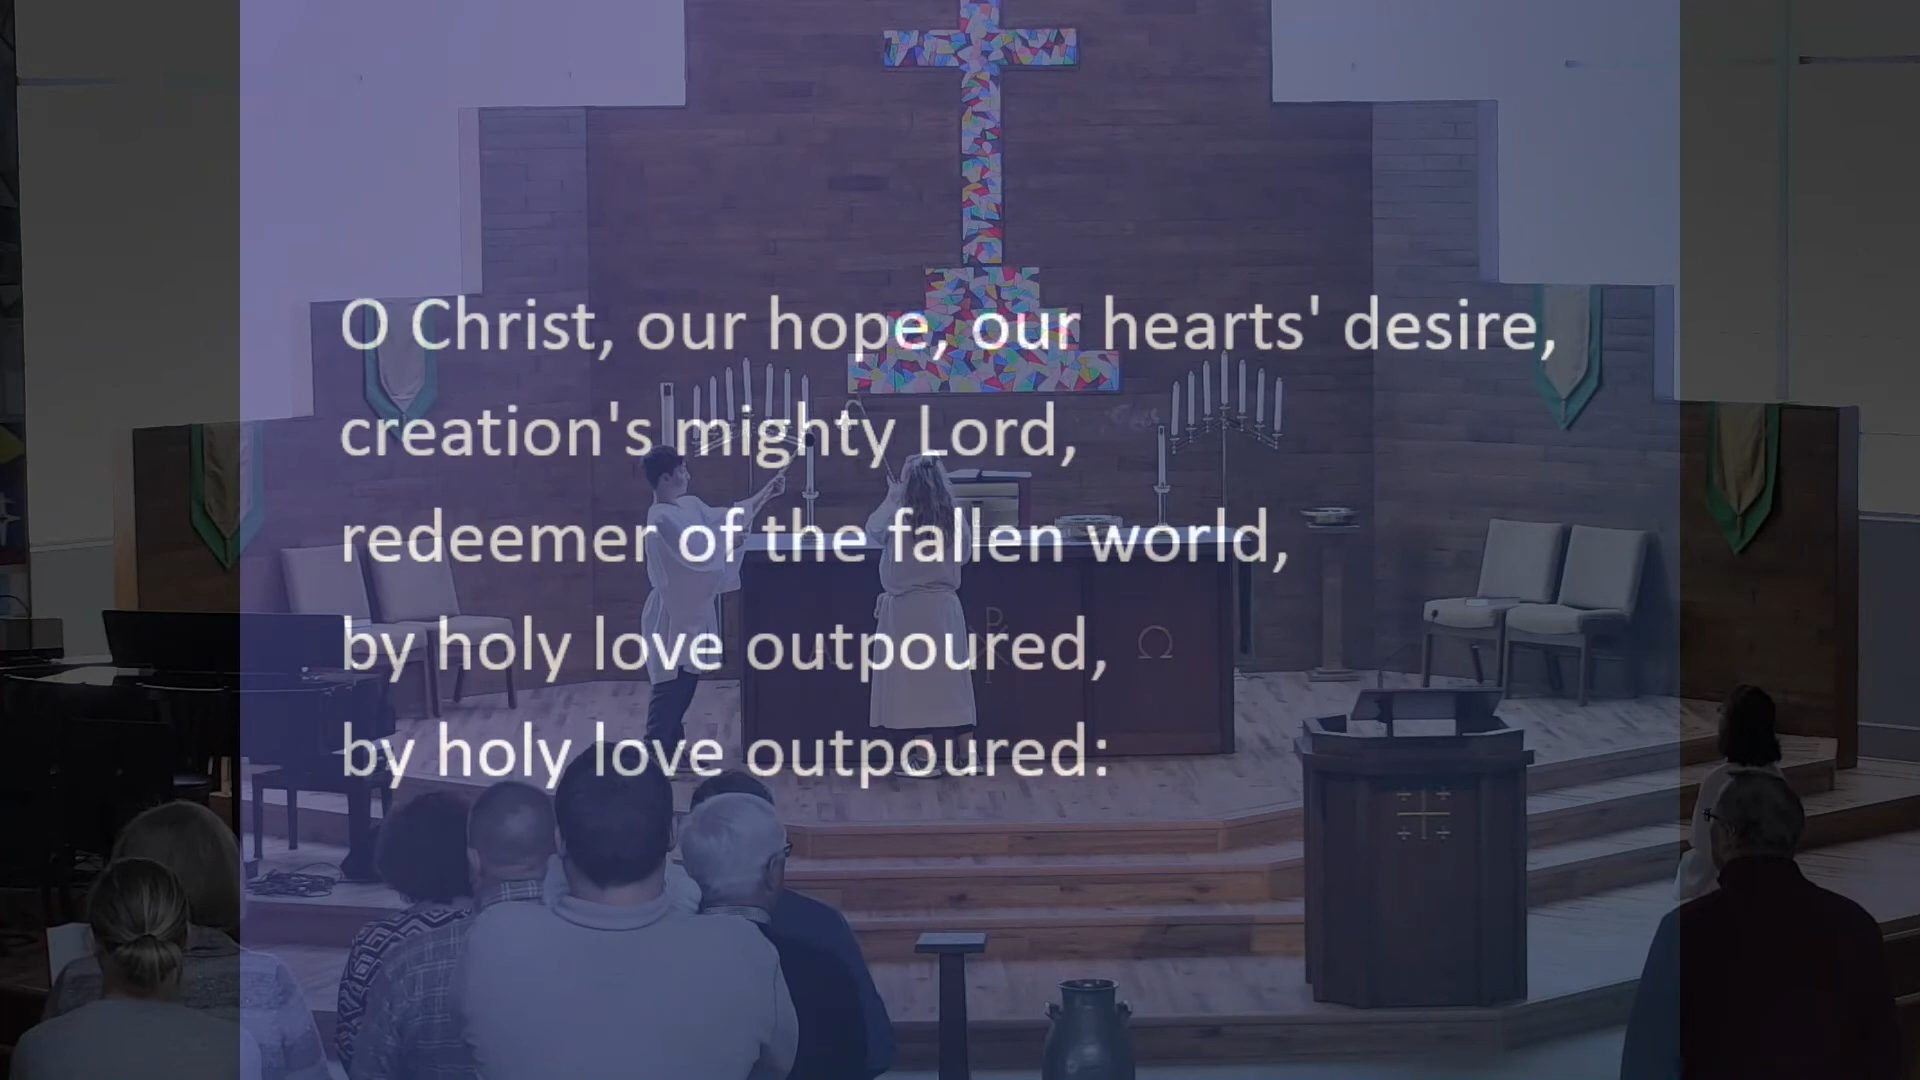 O Christ, our hope, our hearts' desire,
creation's mighty Lord,
redeemer of the fallen world,
by holy love outpoured,
by holy love outpoured: